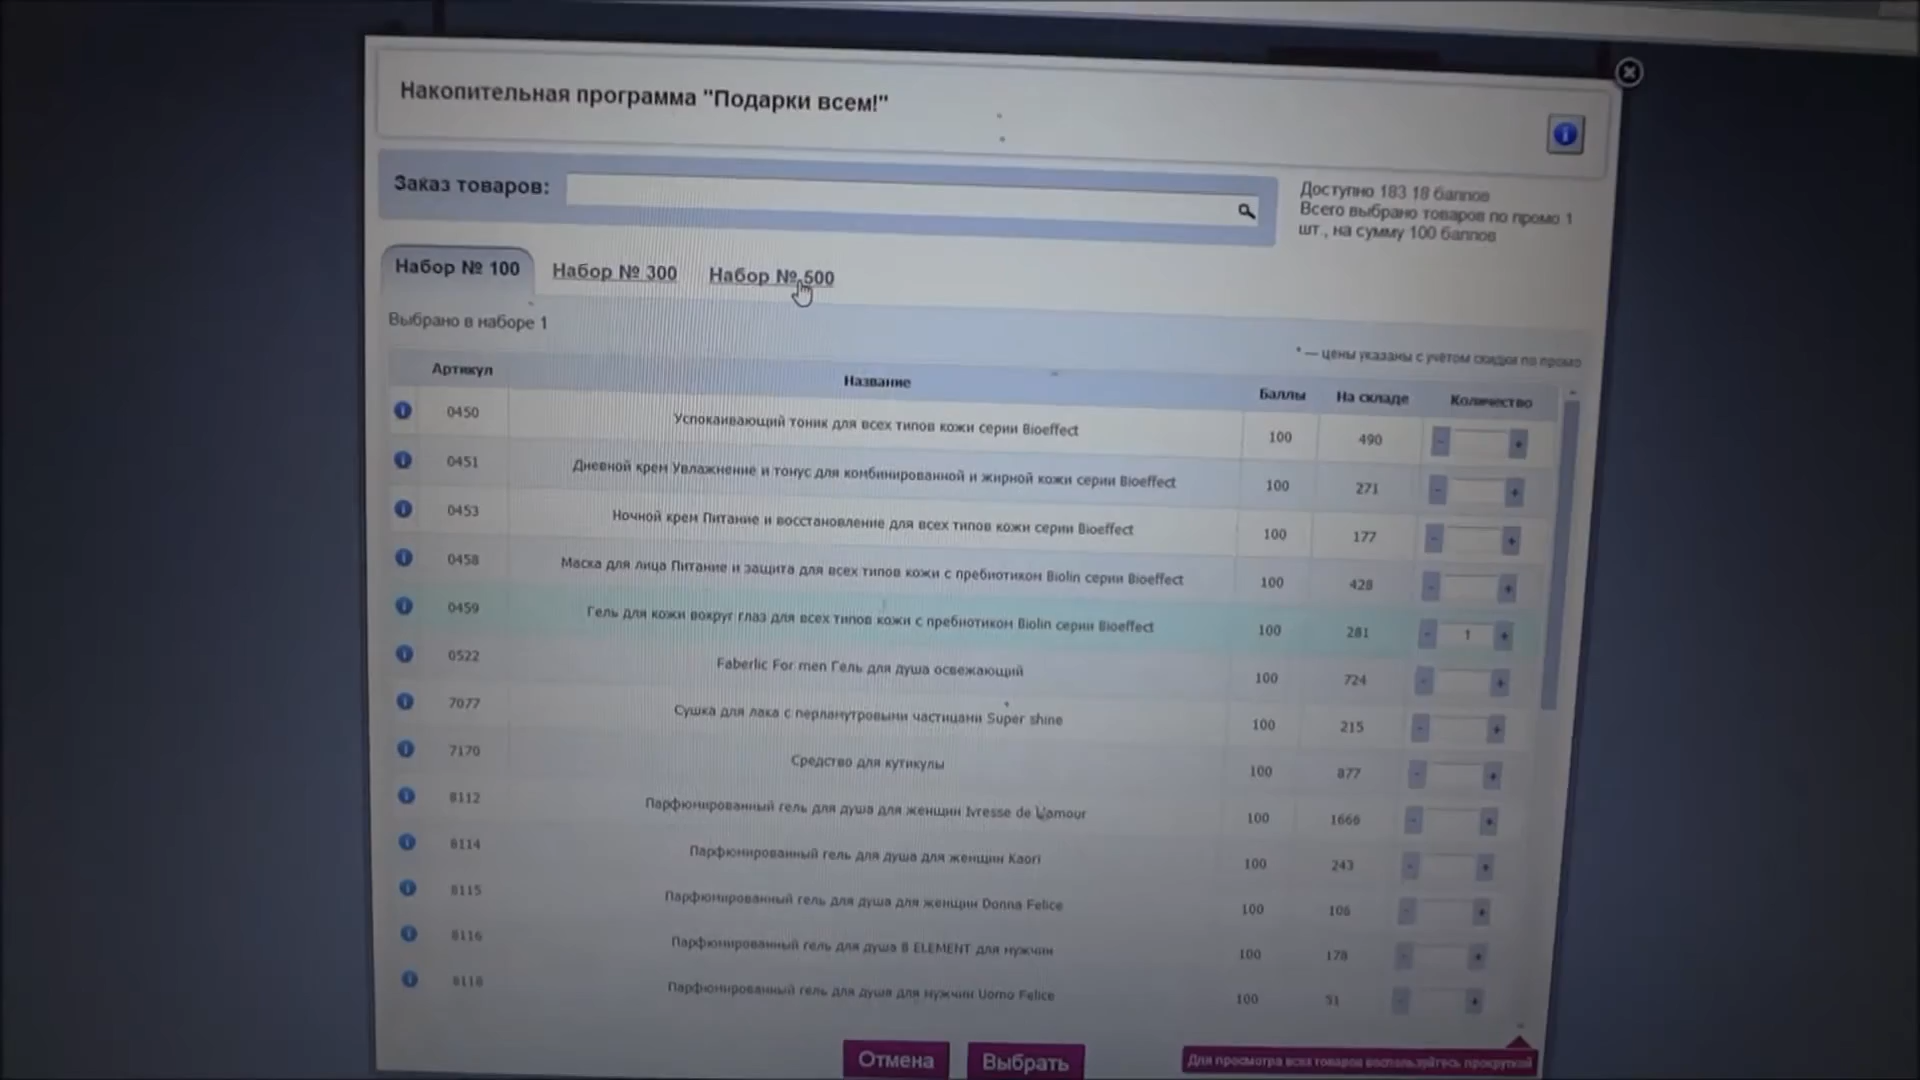 Накопительная программа "Подарки всем!"
Заказ товаров:
Доступно 183.18 баллов
Всего выбрано товаров по промо 1
шт., на сумму 100 баллов
Набор № 100 Набор № 300 Набор № 500
Выбрано в наборе 1
* — цены указаны с учётом скидки по промо
Артикул Название Баллы На складе Количество
0450 Успокаивающий тоник для всех типов кожи серии Bioeffect 100 490 - +
0451 Дневной крем Увлажнение и тонус для комбинированной и жирной кожи серии Bioeffect 100 271 - +
0453 Ночной крем Питание и восстановление для всех типов кожи серии Bioeffect 100 177 - +
0458 Маска для лица Питание и защита для всех типов кожи с пребиотиком Biolin серии Bioeffect 100 428 - +
0459 Гель для кожи вокруг глаз для всех типов кожи с пребиотиком Biolin серии Bioeffect 100 281 - 1 +
0522 Faberlic For men Гель для душа освежающий 100 724 - +
7077 Сушка для лака с перламутровыми частицами Super shine 100 215 - +
7170 Средство для кутикулы 100 877 - +
8112 Парфюмированный гель для душа для женщин Ivresse de L'amour 100 1666 - +
8114 Парфюмированный гель для душа для женщин Kaori 100 243 - +
8115 Парфюмированный гель для душа для женщин Donna Felice 100 - +
8116 Парфюмированный гель для душа 8 ELEMENT для мужчин 100 178 - +
8118 Парфюмированный гель для душа для мужчин Uomo Felice 100 - +
Отмена Выбрать Для просмотра всех товаров воспользуйтесь прокруткой